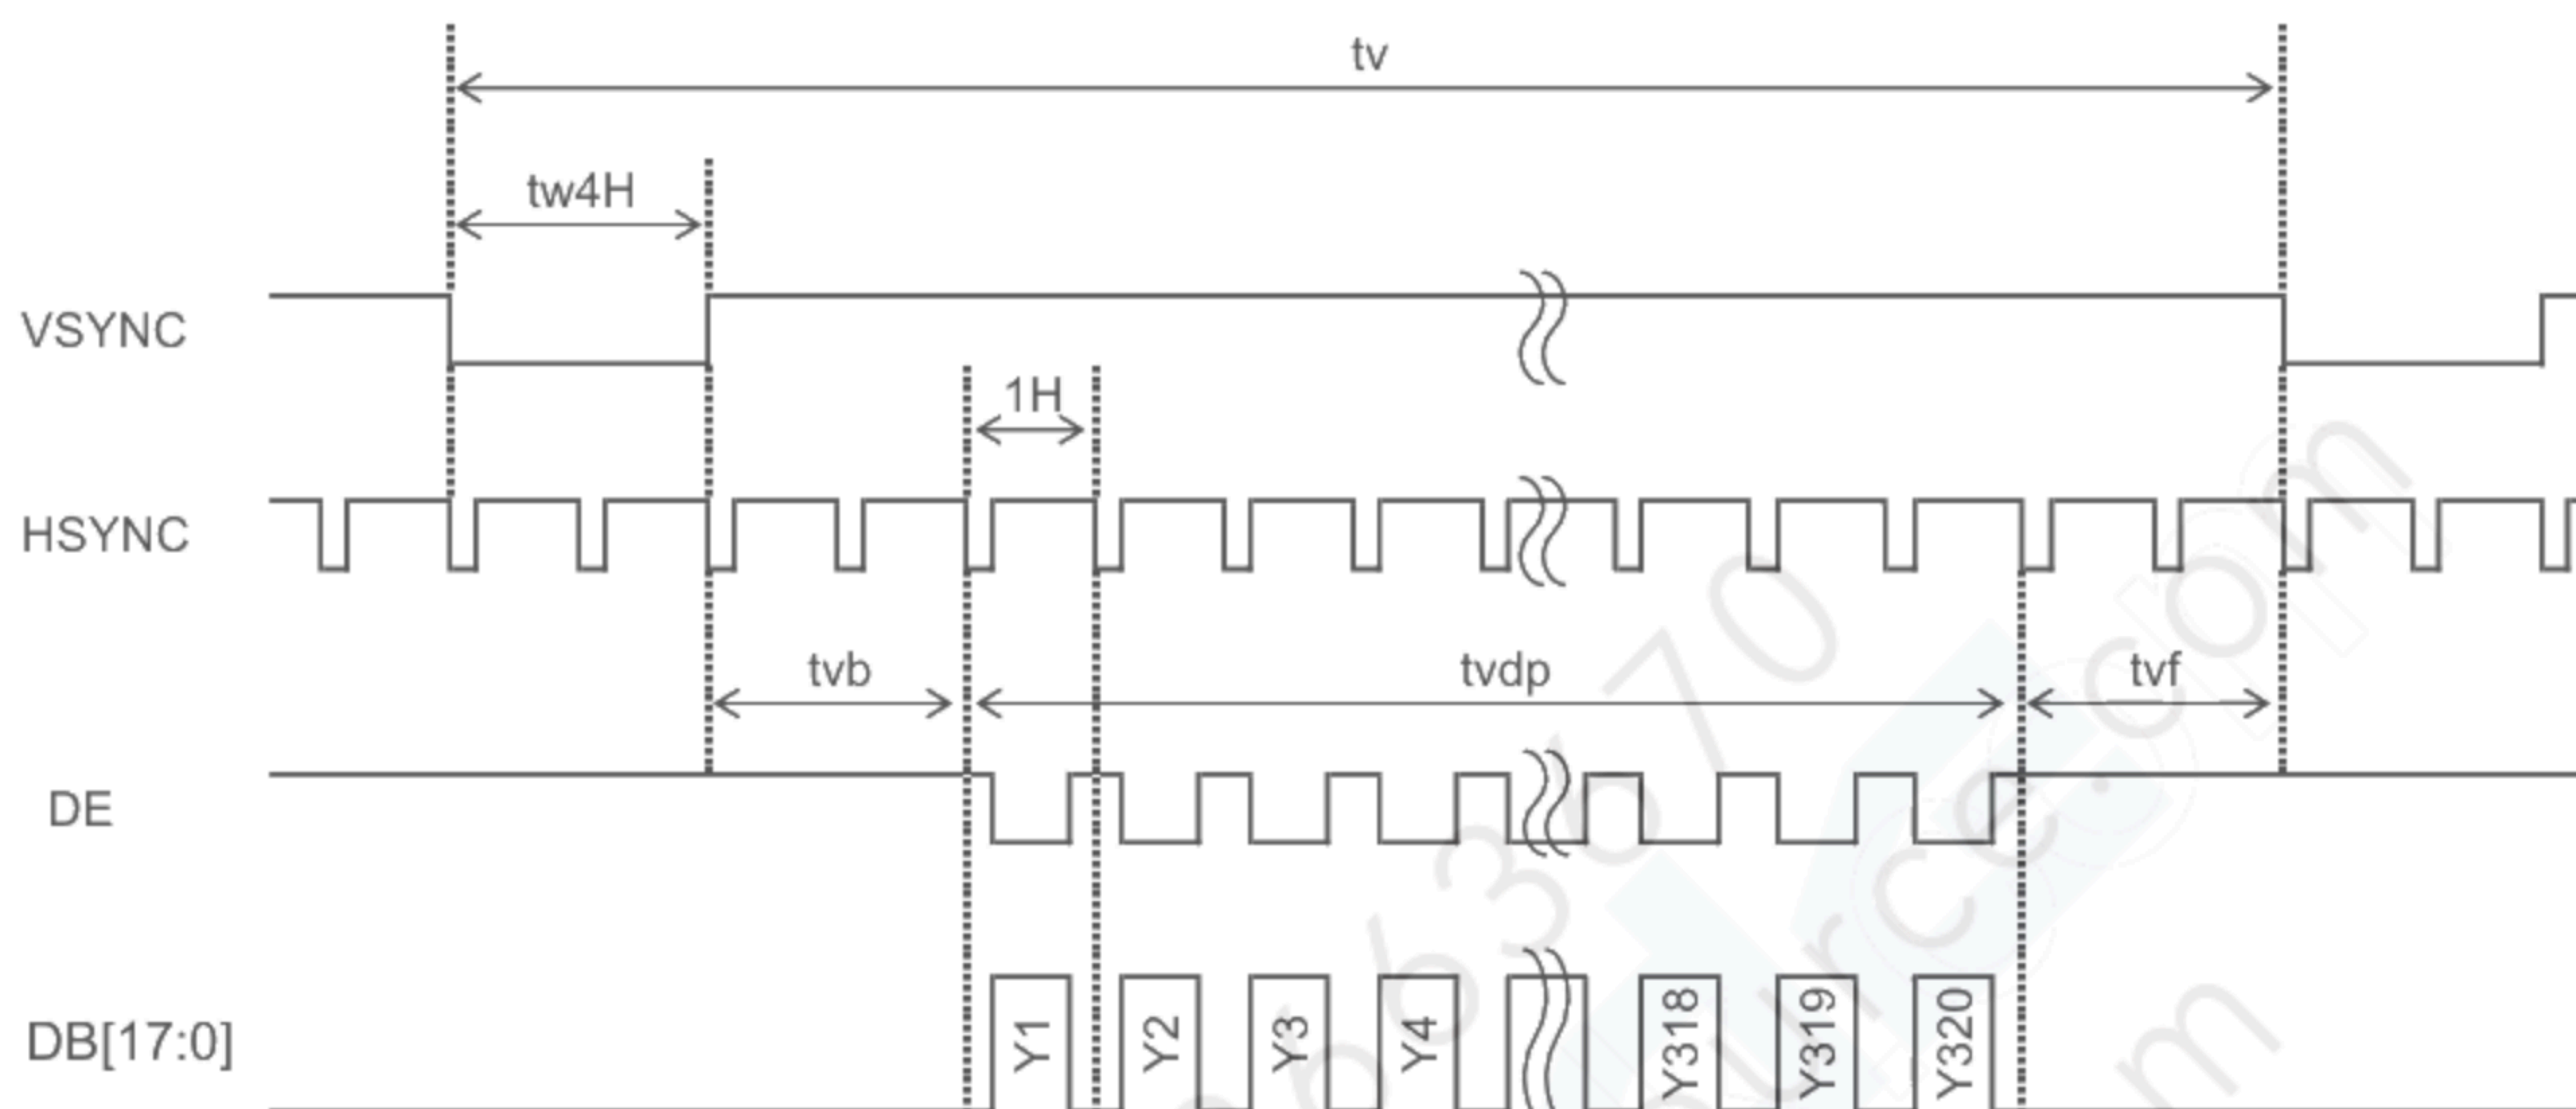 tv
tw4H
VSYNC
1H
HSYNC
tvb tvdp tvf
DE
DB[17:0] Y1 Y2 Y3 Y4 Y318 Y319 Y320